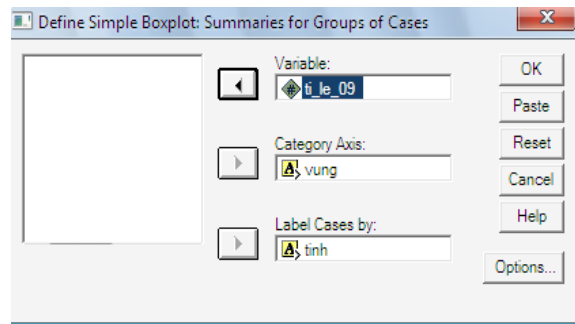 Define Simple Boxplot: Summaries for Groups of Cases
Variable:
ti_le_09
Category Axis:
vung
Label Cases by:
tinh
OK
Paste
Reset
Cancel
Help
Options...